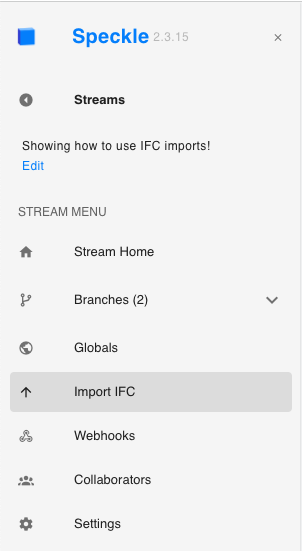 Speckle 2.3.15
Streams
Showing how to use IFC imports!
Edit
STREAM MENU
Stream Home
Branches (2)
Globals
Import IFC
Webhooks
Collaborators
Settings